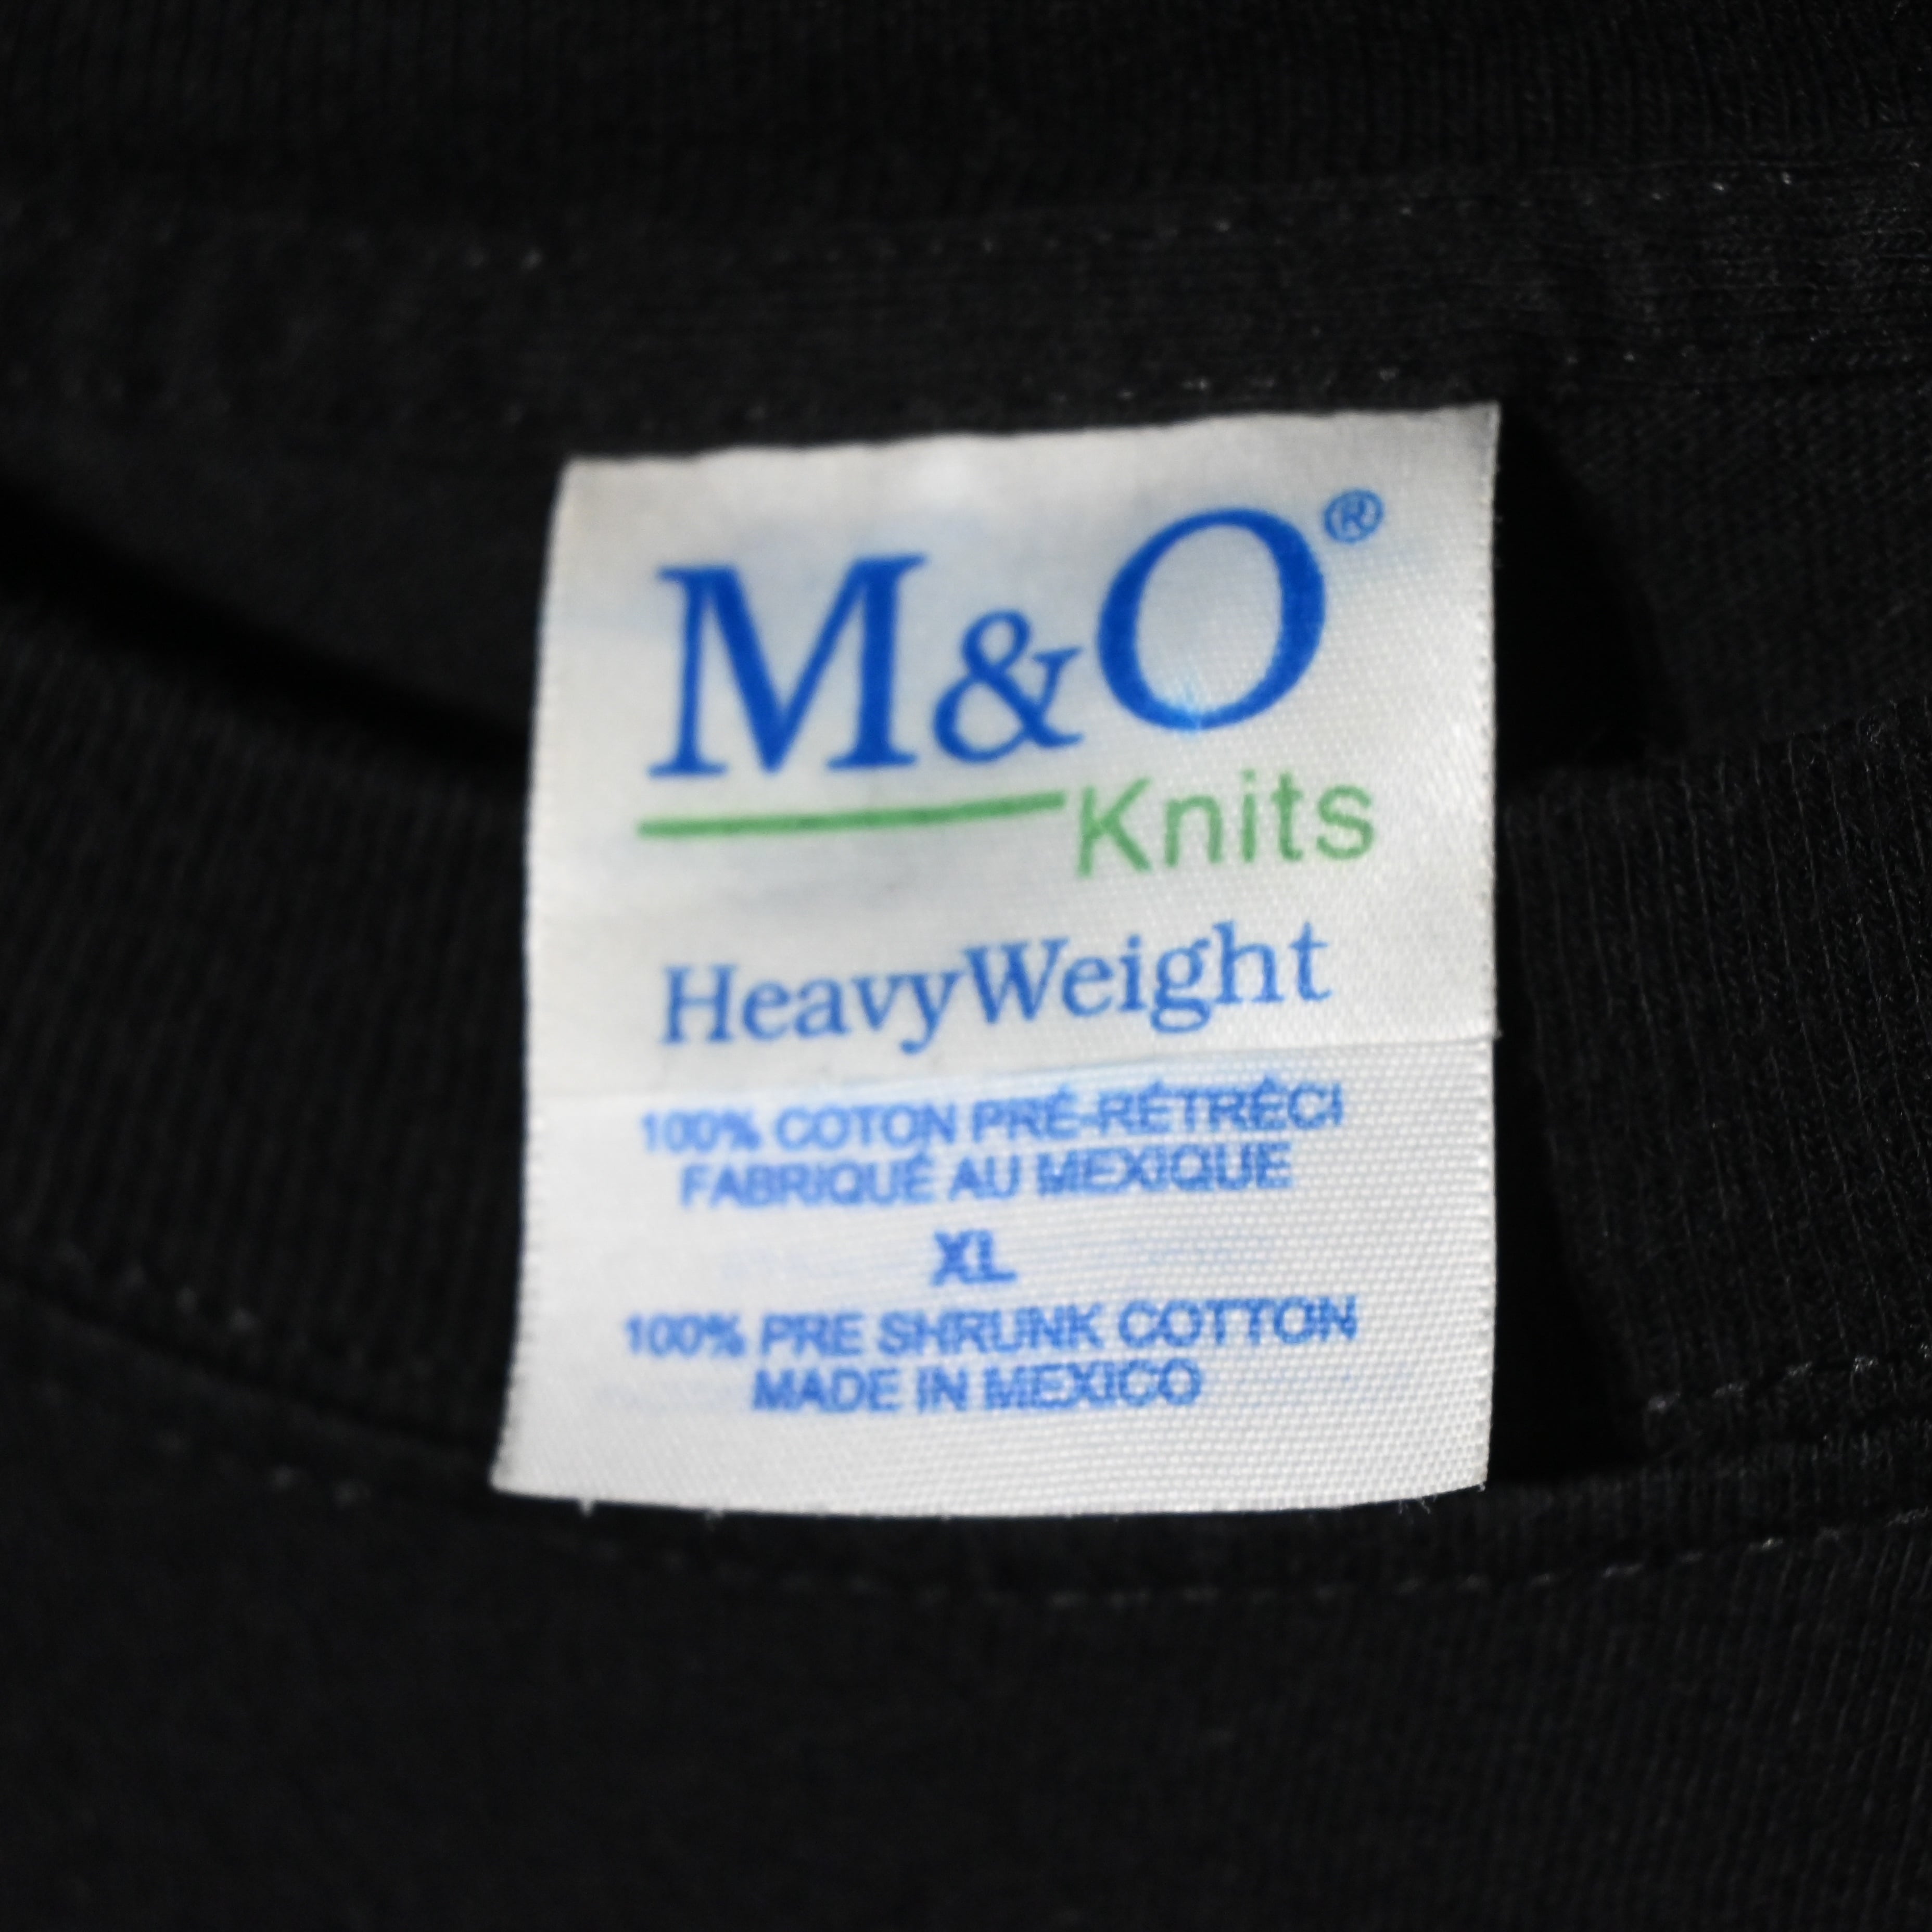 M&O®
Knits
HeavyWeight
100% COTON PRÉ-RÉTRÉCI
FABRIQUÉ AU MEXIQUE
XL
100% PRE SHRUNK COTTON
MADE IN MEXICO